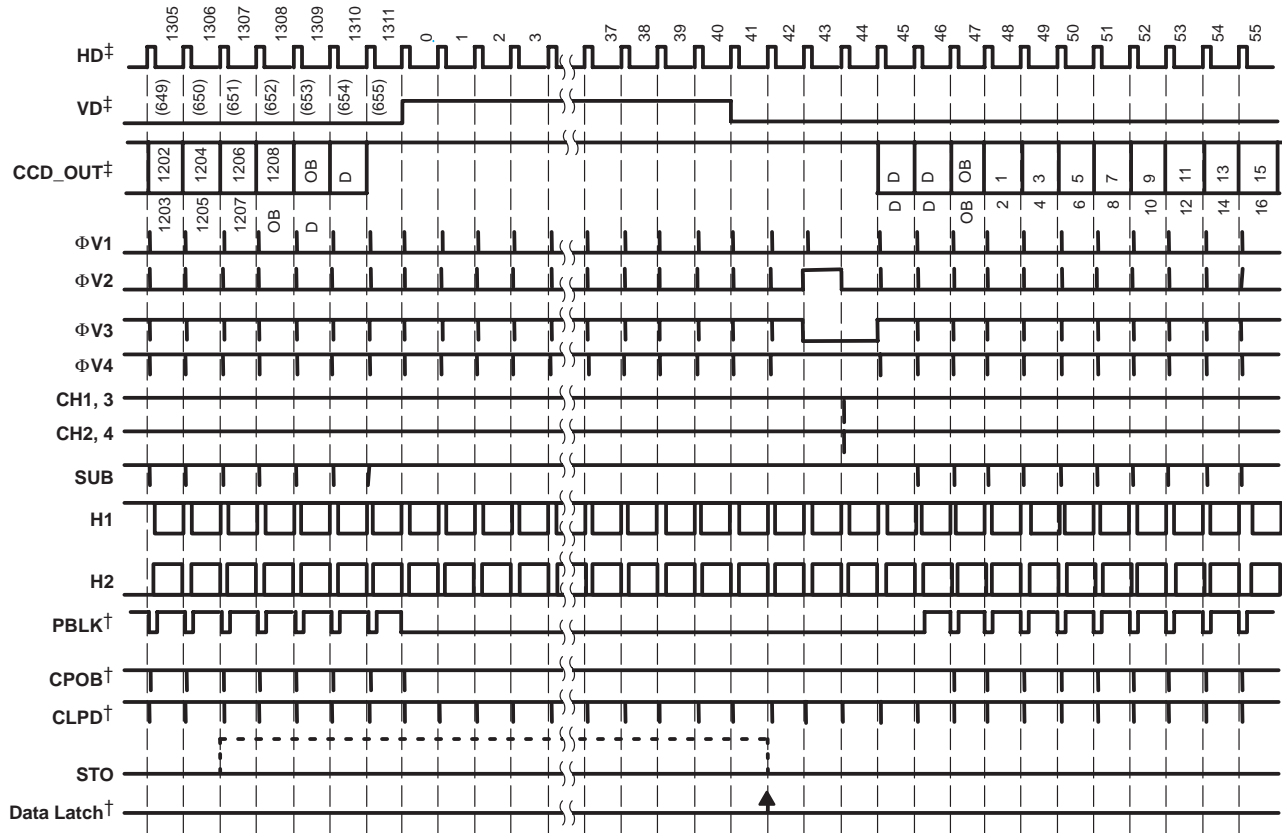 1305 1306 1307 1308 1309 1310 1311 0 1 2 3 37 38 39 40 41 42 43 44 45 46 47 48 49 50 51 52 53 54 55
HD‡
(649) (650) (651) (652) (653) (654) (655)
VD‡
CCD_OUT‡
1202 1204 1206 1208 OB D D D OB 1 3 5 7 9 11 13 15
1203 1205 1207 OB D D D OB 2 4 6 8 10 12 14 16
ΦV1
ΦV2
ΦV3
ΦV4
CH1, 3
CH2, 4
SUB
H1
H2
PBLK†
CPOB†
CLPD†
STO
Data Latch†